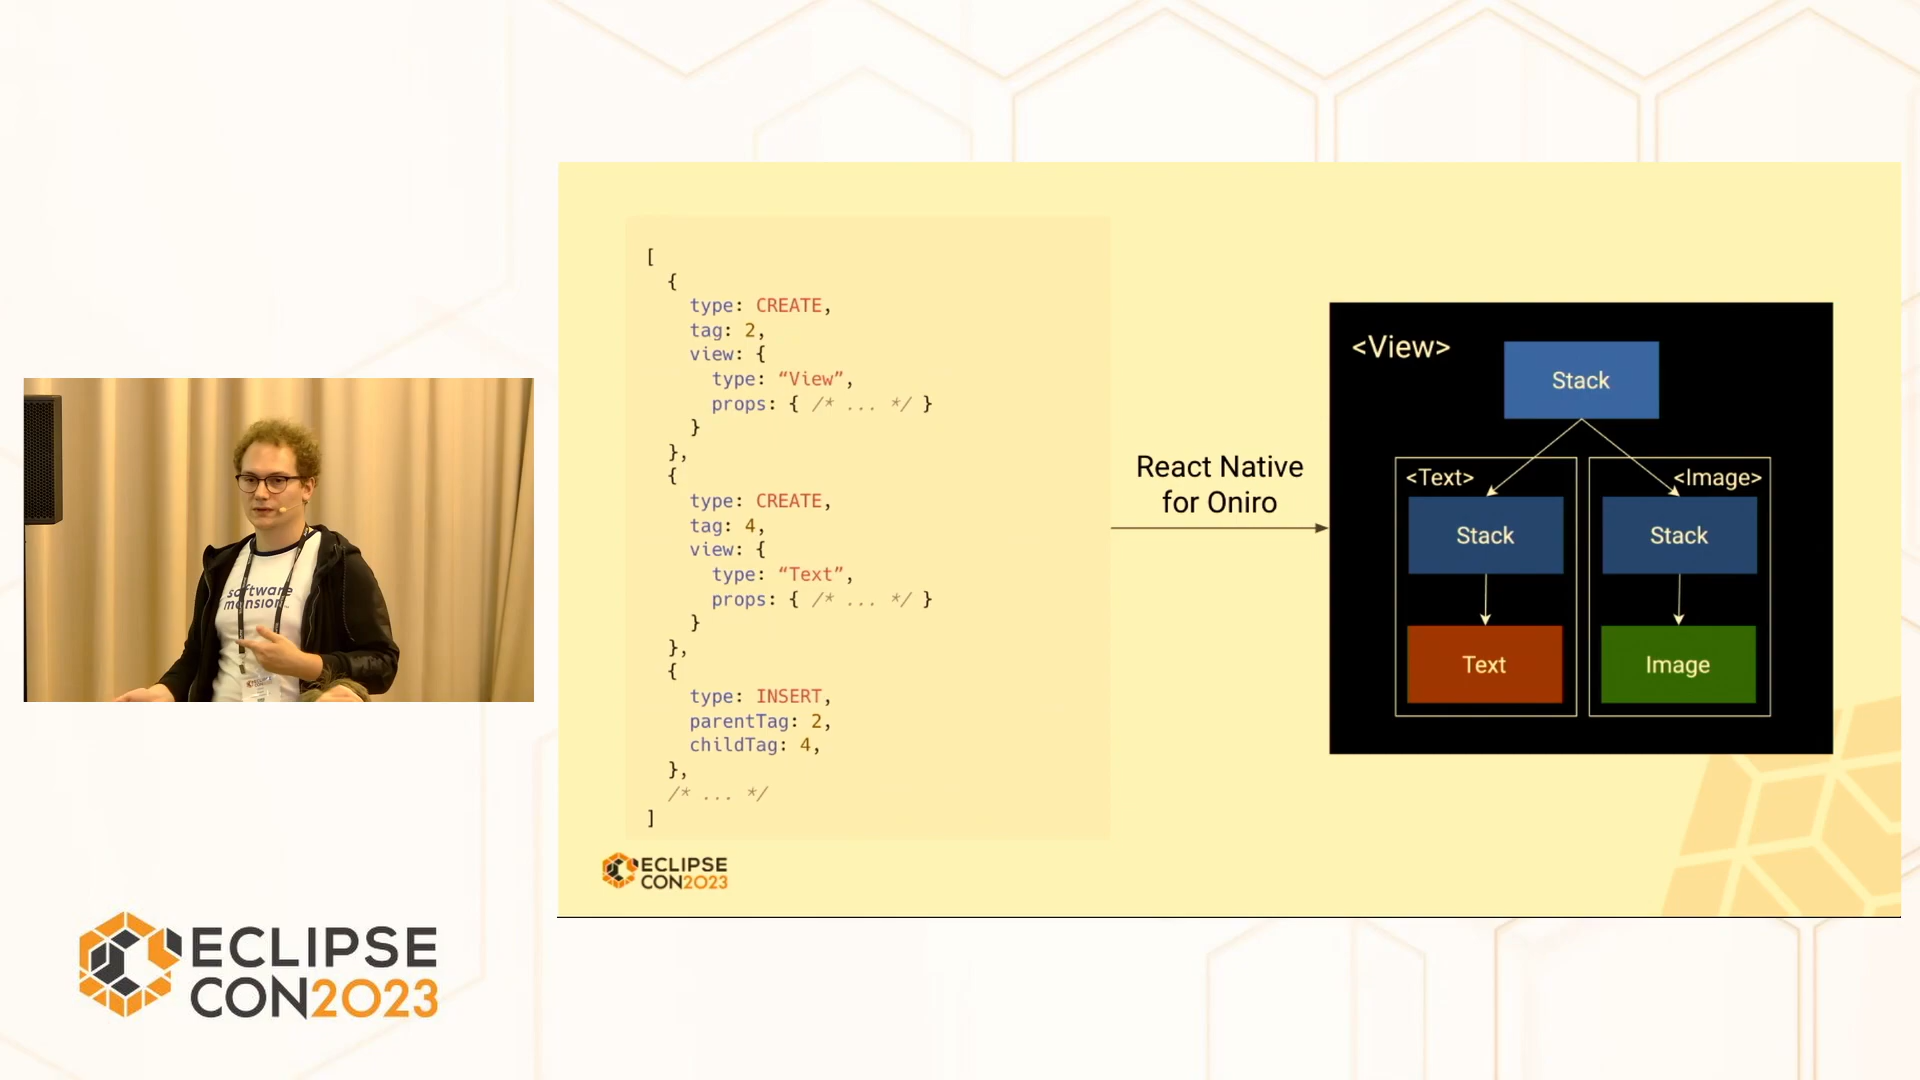 [
{
type: CREATE,
tag: 2,
view: {
type: “View”,
props: { /* ... */ }
}
},
{
type: CREATE,
tag: 4,
view: {
type: “Text”,
props: { /* ... */ }
}
},
{
type: INSERT,
parentTag: 2,
childTag: 4,
},
/* ... */
]
React Native
for Oniro
<View>
Stack
<Text>
<Image>
Stack
Stack
Text
Image
ECLIPSE
CON2023
software
mansion
ECLIPSE
CON2023